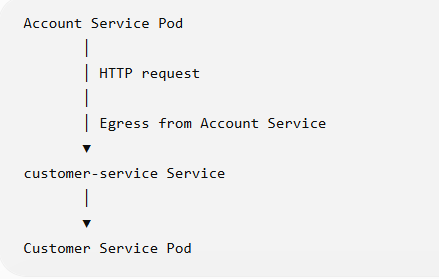 Account Service Pod
HTTP request
Egress from Account Service
customer-service Service
Customer Service Pod